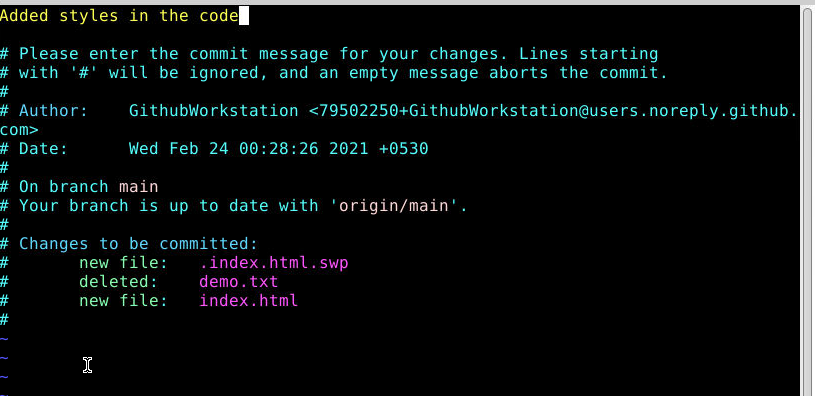 Added styles in the code

# Please enter the commit message for your changes. Lines starting
# with '#' will be ignored, and an empty message aborts the commit.
#
# Author:    GithubWorkstation <79502250+GithubWorkstation@users.noreply.github.
com>
# Date:      Wed Feb 24 00:28:26 2021 +0530
#
# On branch main
# Your branch is up to date with 'origin/main'.
#
# Changes to be committed:
#       new file:   .index.html.swp
#       deleted:    demo.txt
#       new file:   index.html
#
~
~
~